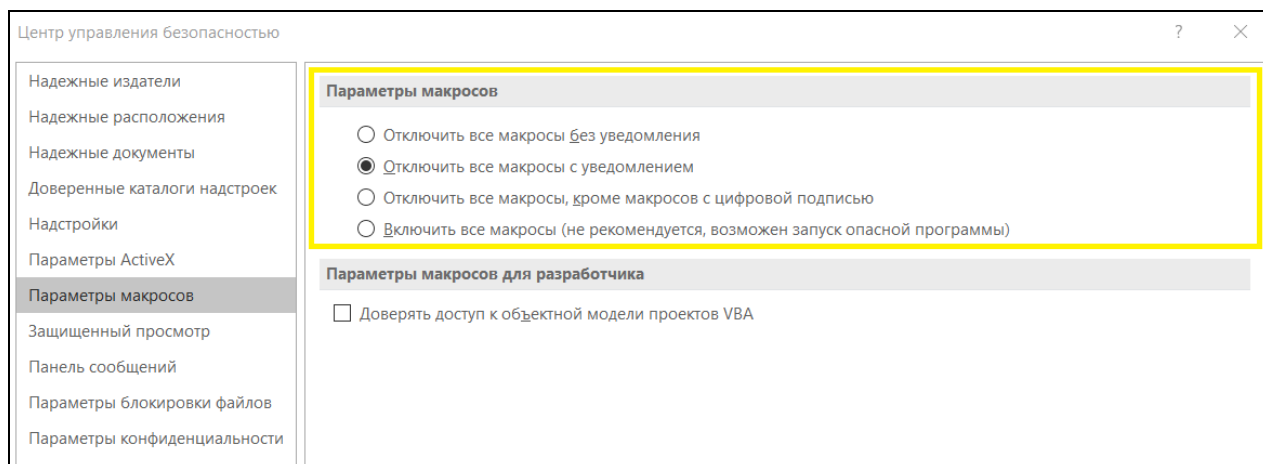 Центр управления безопасностью ? ×
Надежные издатели
Надежные расположения
Надежные документы
Доверенные каталоги надстроек
Надстройки
Параметры ActiveX
Параметры макросов
Защищенный просмотр
Панель сообщений
Параметры блокировки файлов
Параметры конфиденциальности
Параметры макросов
Отключить все макросы без уведомления
Отключить все макросы с уведомлением
Отключить все макросы, кроме макросов с цифровой подписью
Включить все макросы (не рекомендуется, возможен запуск опасной программы)
Параметры макросов для разработчика
Доверять доступ к объектной модели проектов VBA